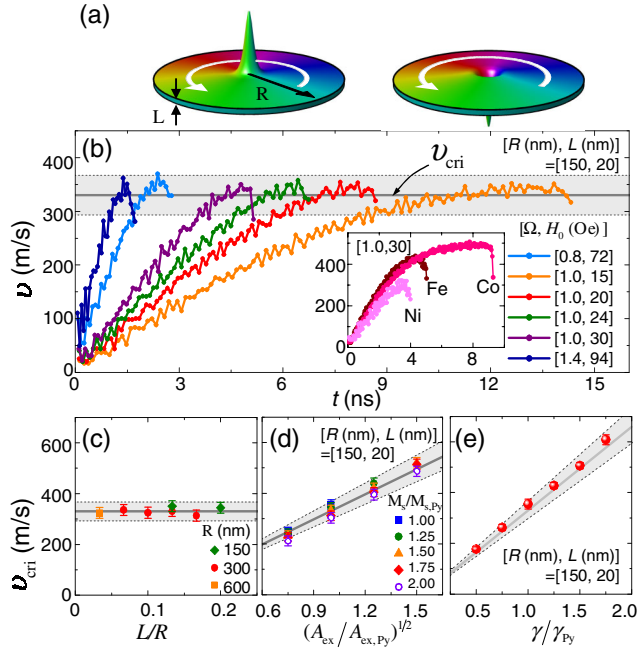 (a)
R
L
(b)
[R (nm), L (nm)]
=[150, 20]
υcri
400
300
200
100
0
υ (m/s)
0
3
6
9
12
15
t (ns)
[1.0,30]
400
200
0
0
2
4
6
8
10
Fe
Co
Ni
[Ω, H0 (Oe) ]
[0.8, 72]
[1.0, 15]
[1.0, 20]
[1.0, 24]
[1.0, 30]
[1.4, 94]
(c)
600
400
200
0
υcri (m/s)
R (nm)
150
300
600
0
0.1
0.2
L/R
(d)
[R (nm), L (nm)]
=[150, 20]
Ms/Ms,Py
1.00
1.25
1.50
1.75
2.00
0.6
0.9
1.2
1.5
(Aex/Aex,Py)1/2
(e)
[R (nm), L (nm)]
=[150, 20]
0.5
1.0
1.5
2.0
γ/γPy